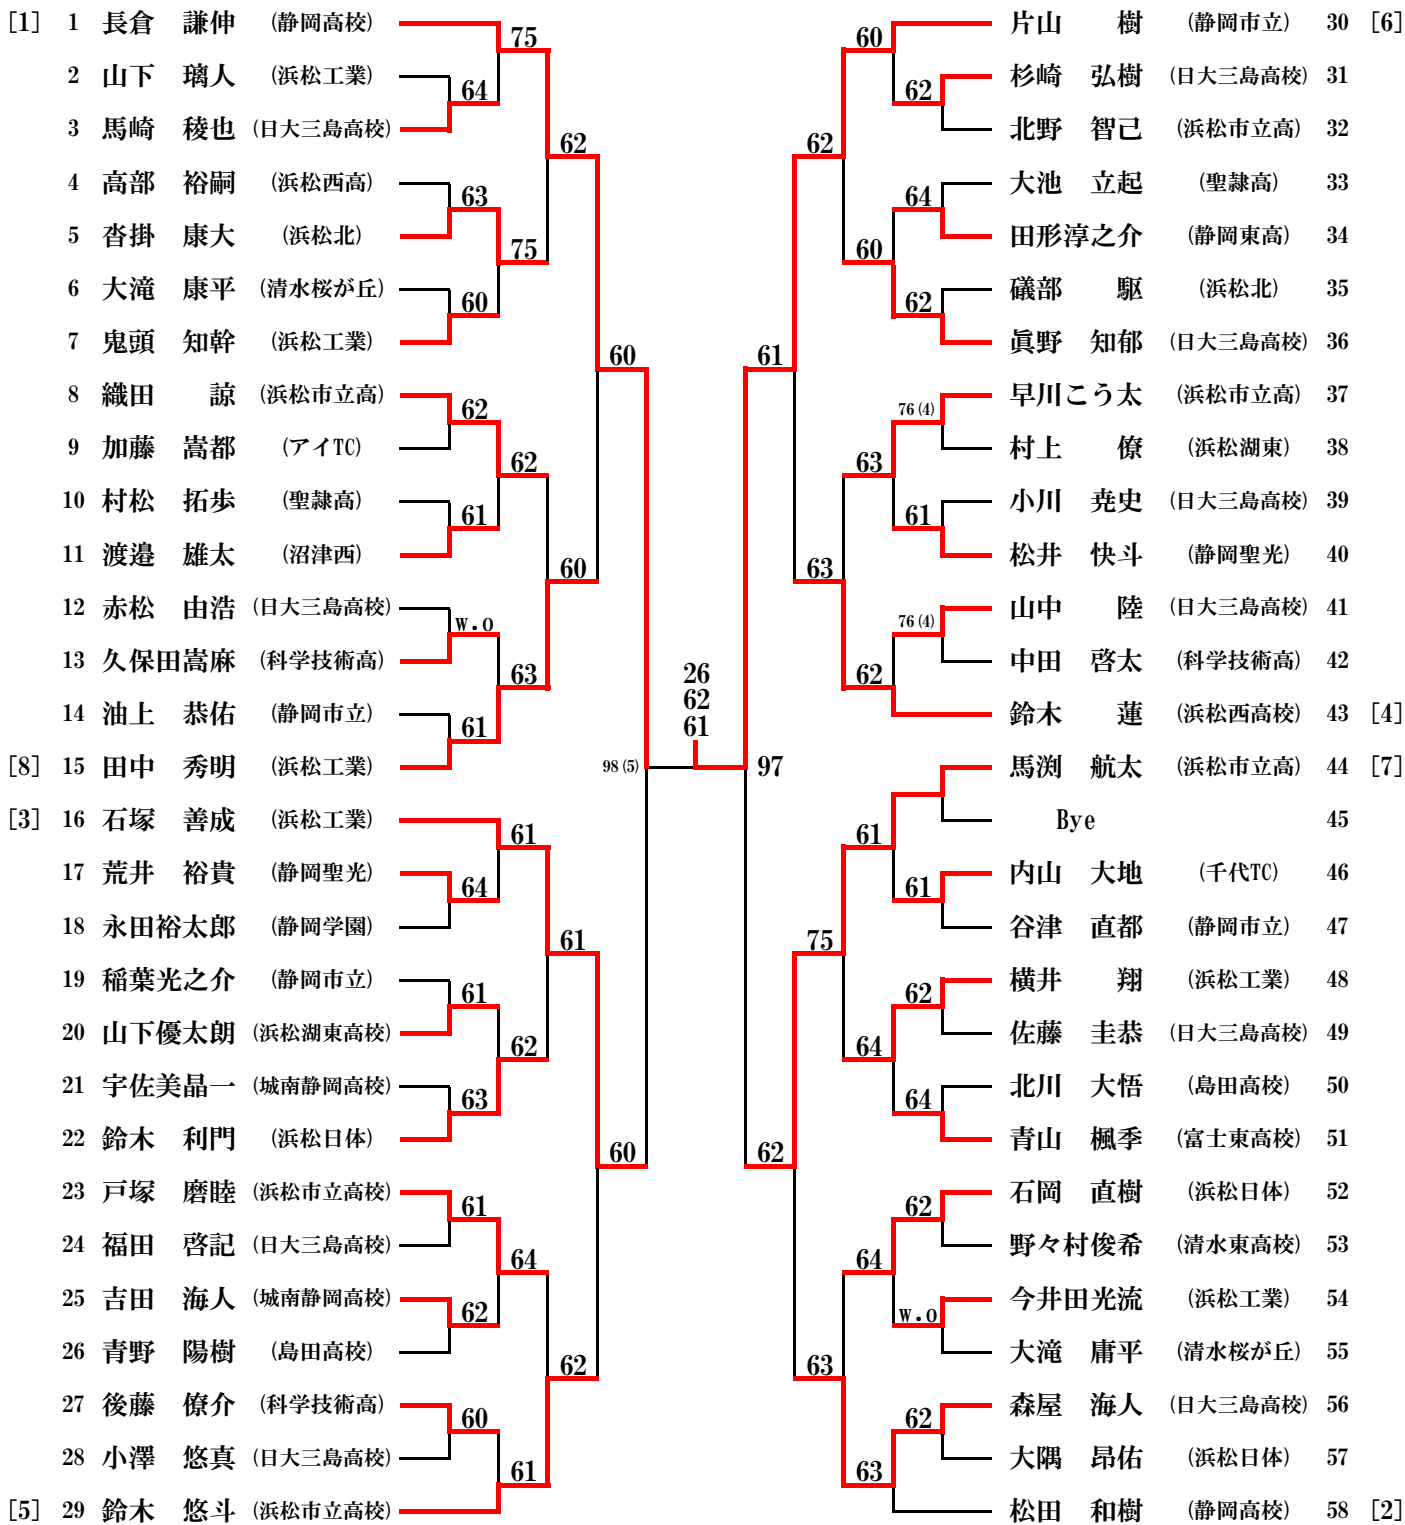 [1] 1 長倉 謙伸 (静岡高校)
75
2 山下 璃人 (浜松工業)
64
3 馬崎 稜也 (日大三島高校)
62
4 高部 裕嗣 (浜松西高)
63
5 沓掛 康大 (浜松北)
75
6 大滝 康平 (清水桜が丘)
60
7 鬼頭 知幹 (浜松工業)
60
8 織田 諒 (浜松市立高)
62
9 加藤 嵩都 (アイTC)
62
10 村松 拓歩 (聖隷高)
61
11 渡邉 雄太 (沼津西)
60
12 赤松 由浩 (日大三島高校)
w.o
13 久保田嵩麻 (科学技術高)
63
14 油上 恭佑 (静岡市立)
61
[8] 15 田中 秀明 (浜松工業)
98(5)
[3] 16 石塚 善成 (浜松工業)
61
17 荒井 裕貴 (静岡聖光)
64
18 永田裕太郎 (静岡学園)
61
19 稲葉光之介 (静岡市立)
61
20 山下優太朗 (浜松湖東高校)
62
21 宇佐美晶一 (城南静岡高校)
63
22 鈴木 利門 (浜松日体)
60
23 戸塚 磨睦 (浜松市立高校)
61
24 福田 啓記 (日大三島高校)
64
25 吉田 海人 (城南静岡高校)
62
26 青野 陽樹 (島田高校)
62
27 後藤 僚介 (科学技術高)
60
28 小澤 悠真 (日大三島高校)
61
[5] 29 鈴木 悠斗 (浜松市立高校)
26
62
61
片山 樹 (静岡市立) 30 [6]
60
杉崎 弘樹 (日大三島高校) 31
62
北野 智己 (浜松市立高) 32
62
大池 立起 (聖隷高) 33
64
田形淳之介 (静岡東高) 34
60
礒部 駆 (浜松北) 35
62
眞野 知郁 (日大三島高校) 36
61
早川こう太 (浜松市立高) 37
76(4)
村上 僚 (浜松湖東) 38
63
小川 尭史 (日大三島高校) 39
61
松井 快斗 (静岡聖光) 40
63
山中 陸 (日大三島高校) 41
76(4)
中田 啓太 (科学技術高) 42
62
鈴木 蓮 (浜松西高校) 43 [4]
97
馬渕 航太 (浜松市立高) 44 [7]
Bye 45
61
内山 大地 (千代TC) 46
61
谷津 直都 (静岡市立) 47
75
横井 翔 (浜松工業) 48
62
佐藤 圭恭 (日大三島高校) 49
64
北川 大悟 (島田高校) 50
64
青山 楓季 (富士東高校) 51
62
石岡 直樹 (浜松日体) 52
62
野々村俊希 (清水東高校) 53
64
今井田光流 (浜松工業) 54
w.o
大滝 庸平 (清水桜が丘) 55
63
森屋 海人 (日大三島高校) 56
62
大隅 昂佑 (浜松日体) 57
63
松田 和樹 (静岡高校) 58 [2]